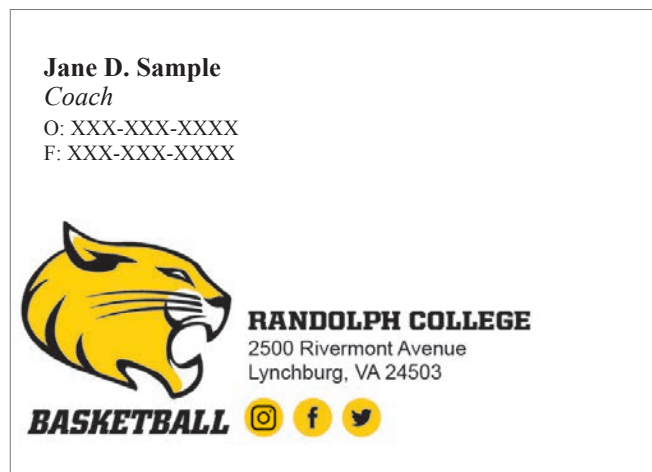 Jane D. Sample
Coach
O: XXX-XXX-XXXX
F: XXX-XXX-XXXX
RANDOLPH COLLEGE
2500 Rivermont Avenue
Lynchburg, VA 24503
BASKETBALL